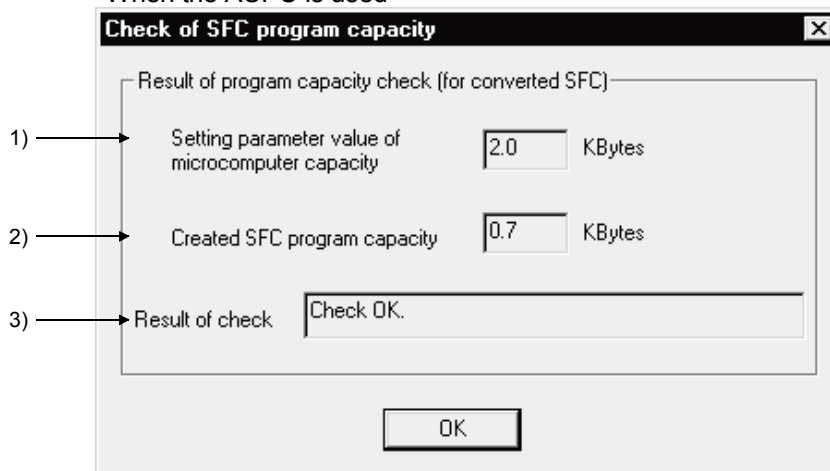 When the ACPU is used
Check of SFC program capacity
Result of program capacity check (for converted SFC)
1)
Setting parameter value of
microcomputer capacity
2.0
KBytes
2)
Created SFC program capacity
0.7
KBytes
3)
Result of check
Check OK.
OK